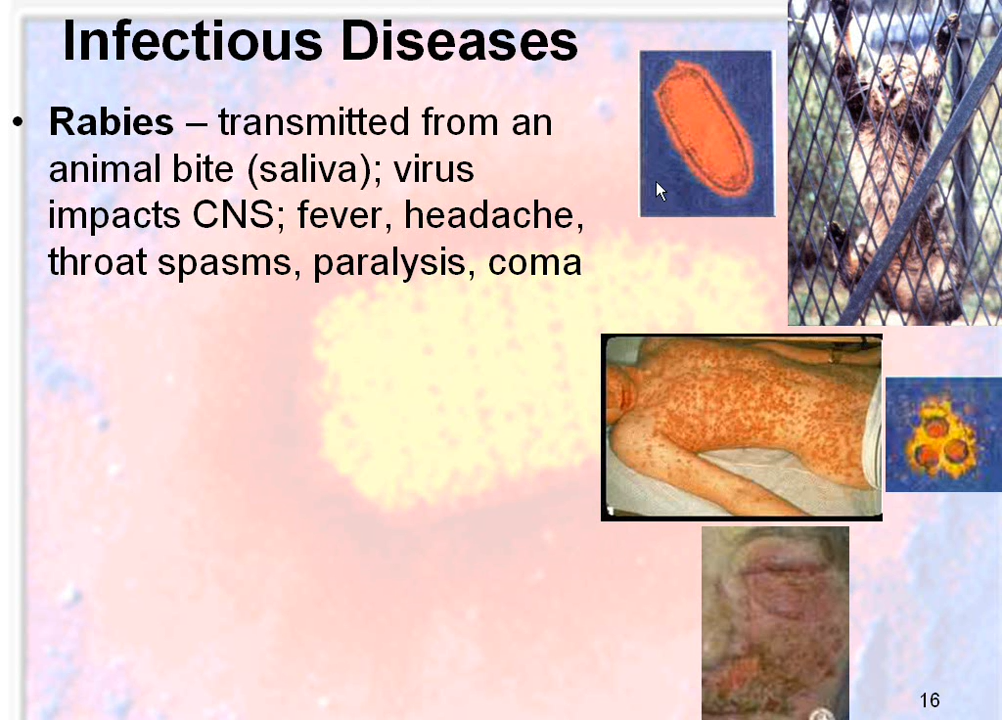 Infectious Diseases
• Rabies – transmitted from an
animal bite (saliva); virus
impacts CNS; fever, headache,
throat spasms, paralysis, coma
16